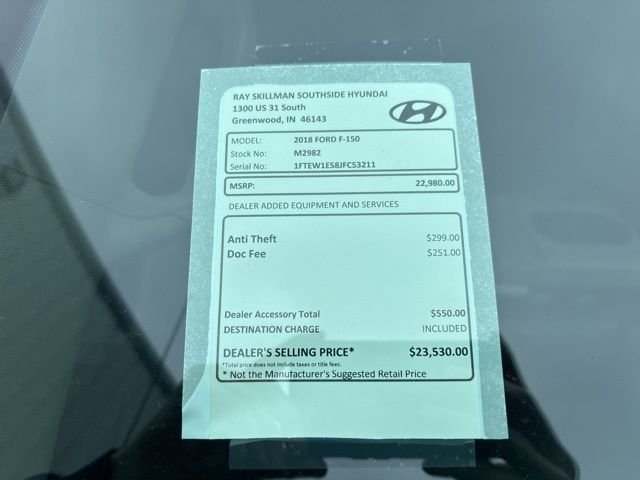 RAY SKILLMAN SOUTHSIDE HYUNDAI
1300 US 31 South
Greenwood, IN 46143
MODEL: 2018 FORD F-150
Stock No: M2982
Serial No: 1FTEW1E58JFC53211
MSRP: 22,980.00
DEALER ADDED EQUIPMENT AND SERVICES
Anti Theft $299.00
Doc Fee $251.00
Dealer Accessory Total $550.00
DESTINATION CHARGE INCLUDED
DEALER'S SELLING PRICE* $23,530.00
*Total price does not include taxes or title fees.
* Not the Manufacturer's Suggested Retail Price